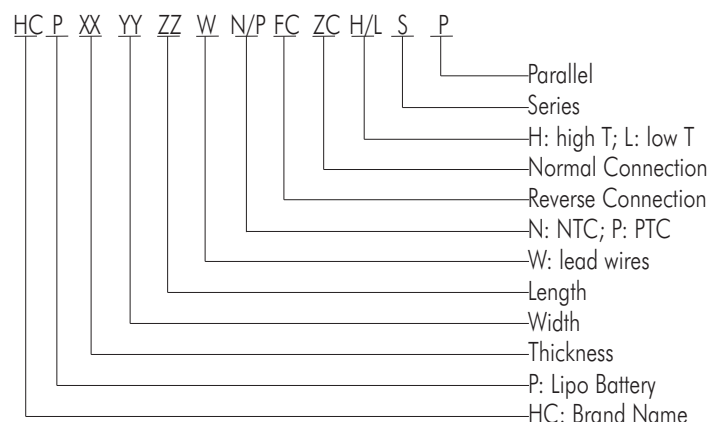 HC P XX YY ZZ W N/P FC ZC H/L S P
Parallel
Series
H: high T; L: low T
Normal Connection
Reverse Connection
N: NTC; P: PTC
W: lead wires
Length
Width
Thickness
P: Lipo Battery
HC: Brand Name